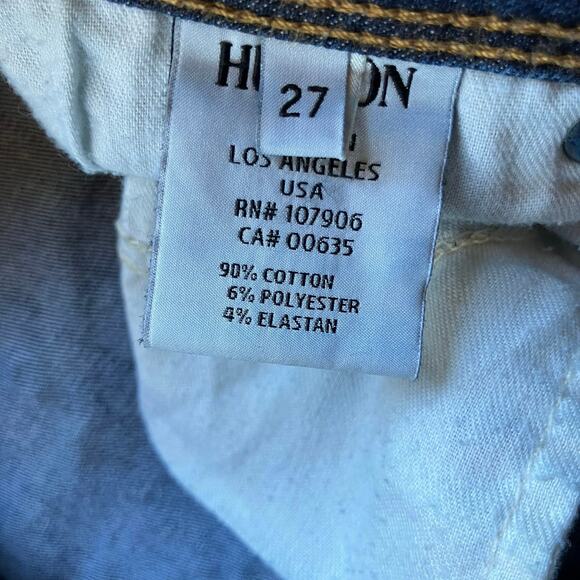 HU ON
27
LOS ANGELES
USA
RN# 107906
CA# 00635
90% COTTON
6% POLYESTER
4% ELASTAN